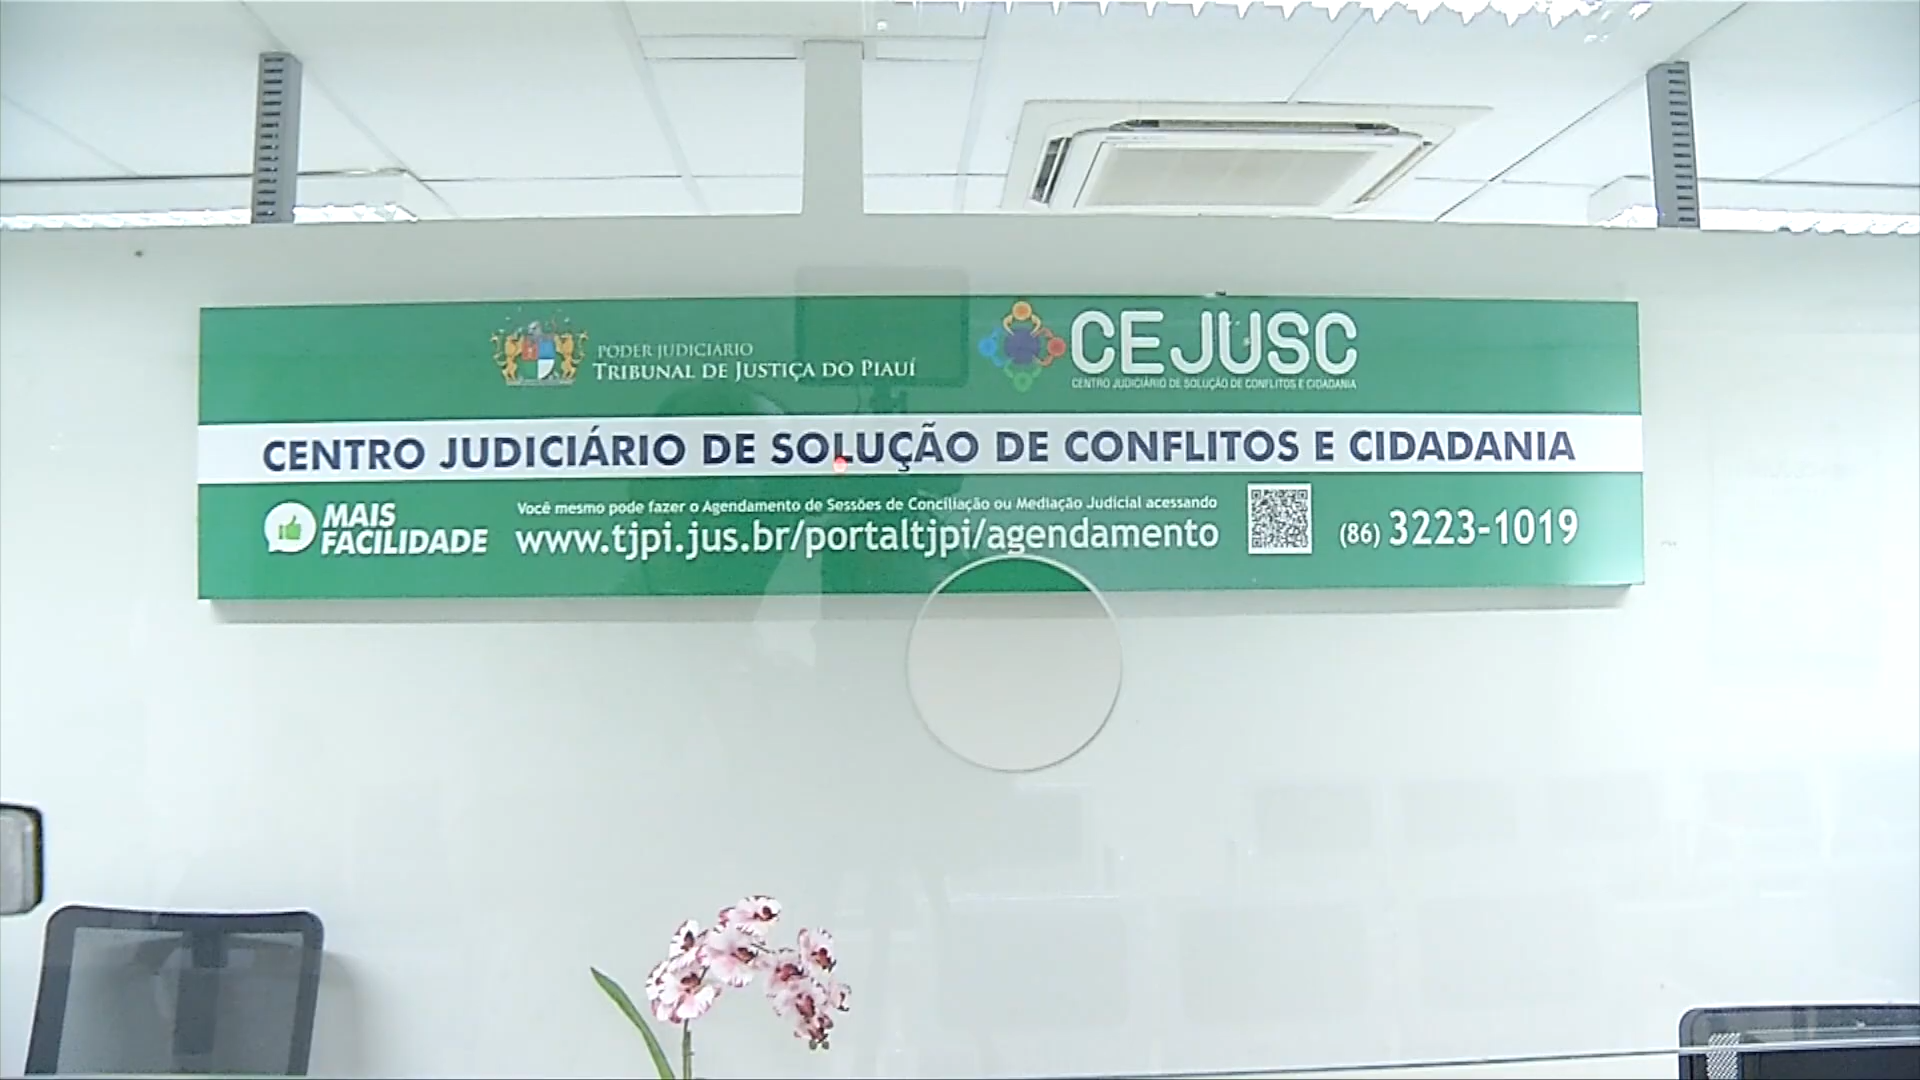 PODER JUDICIÁRIO
TRIBUNAL DE JUSTIÇA DO PIAUÍ
CEJUSC
CENTRO JUDICIÁRIO DE SOLUÇÃO DE CONFLITOS E CIDADANIA
CENTRO JUDICIÁRIO DE SOLUÇÃO DE CONFLITOS E CIDADANIA
MAIS
FACILIDADE
Você mesmo pode fazer o Agendamento de Sessões de Conciliação ou Mediação Judicial acessando
www.tjpi.jus.br/portaltjpi/agendamento
(86) 3223-1019